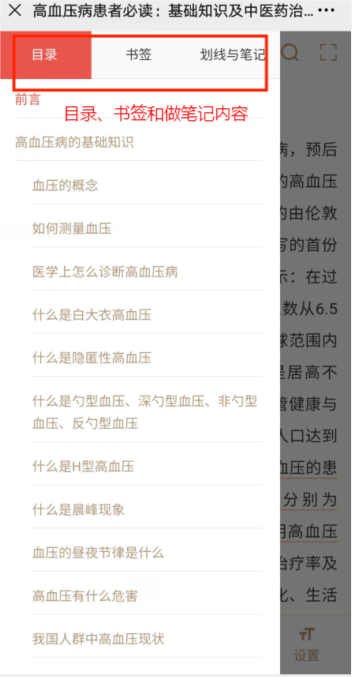 高血压病患者必读：基础知识及中医药治...
目录 书签 划线与笔记
前言
目录、书签和做笔记内容
高血压病的基础知识
病，预后
血压的概念
的高血压
的由伦敦
如何测量血压
写的首份
医学上怎么诊断高血压病
示：在过
什么是白大衣高血压
数从6.5
球范围内
什么是隐匿性高血压
是居高不
什么是勺型血压、深勺型血压、非勺型
血压、反勺型血压
管健康与
人口达到
什么是H型高血压
血压的患
什么是晨峰现象
分别为
用高血压
血压的昼夜节律是什么
治疗率及
高血压有什么危害
化、生活
我国人群中高血压现状
设置